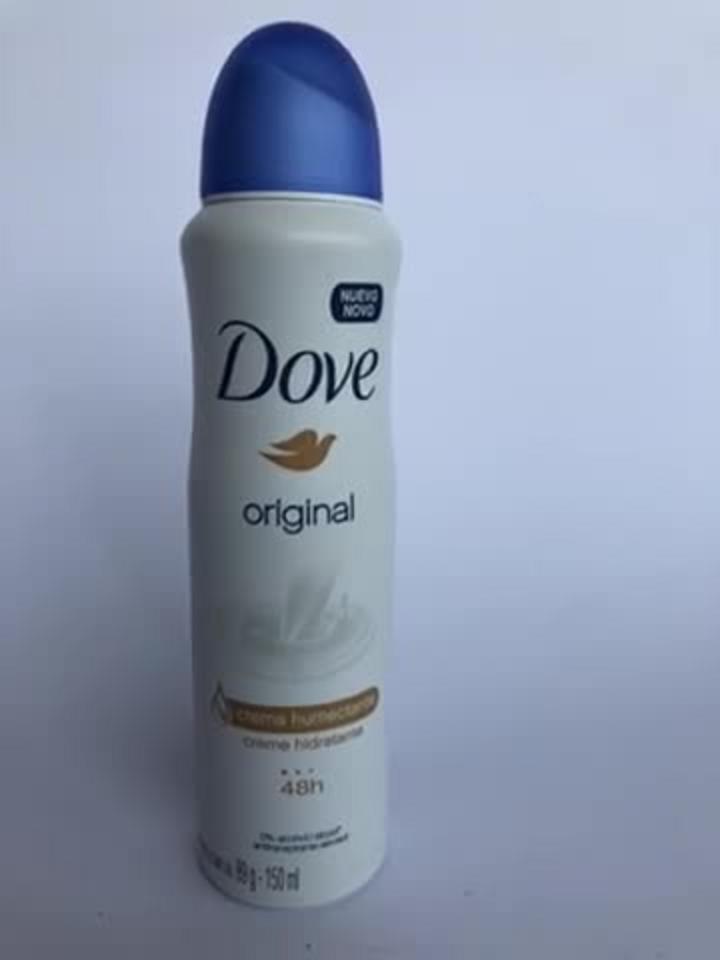 NUEVO
NOVO
Dove
original
crema humectante
creme hidratante
48h
89 g - 150 ml